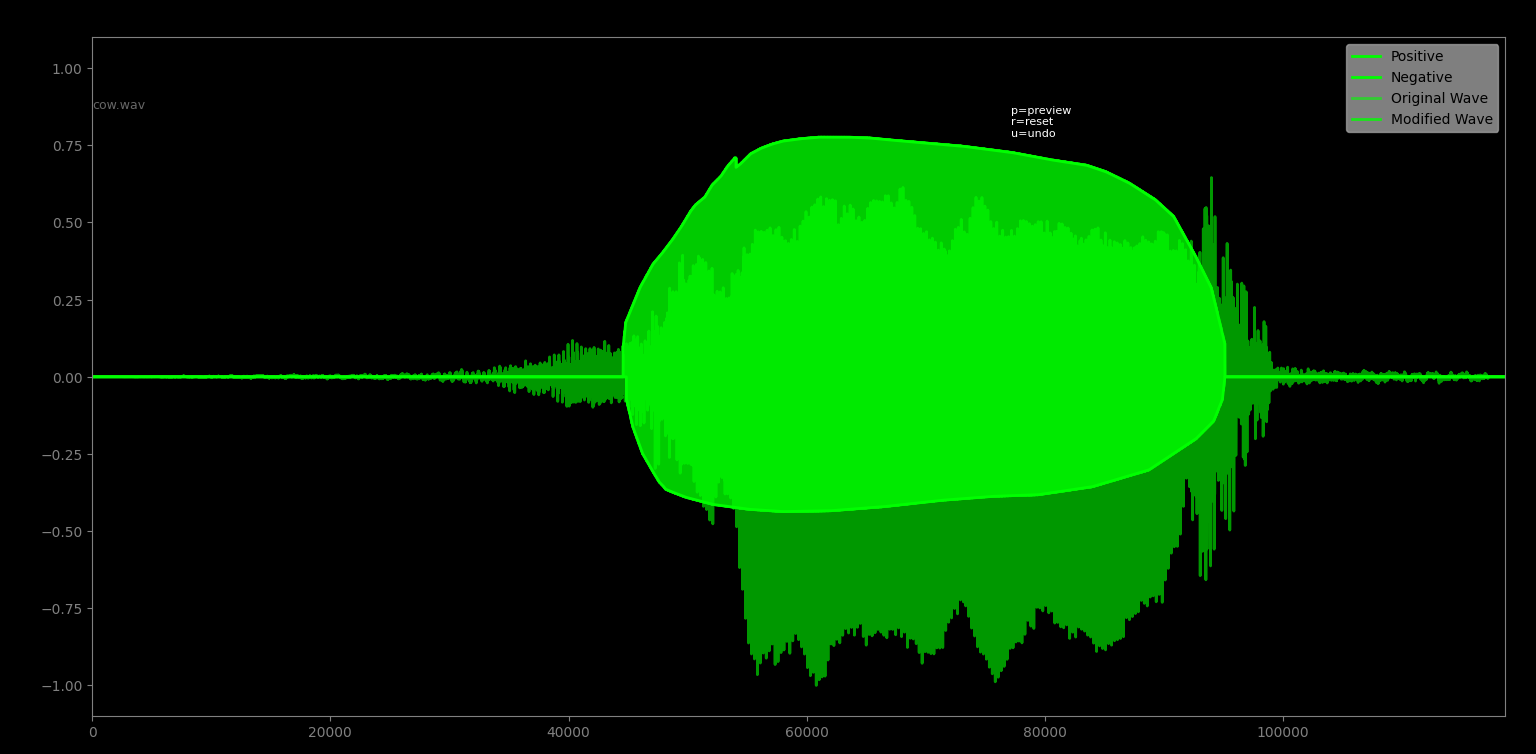 1.00
0.75
0.50
0.25
0.00
−0.25
−0.50
−0.75
−1.00
cow.wav
p=preview
r=reset
u=undo
Positive
Negative
Original Wave
Modified Wave
0 20000 40000 60000 80000 100000